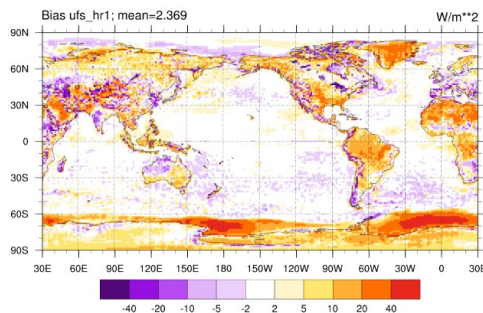 Bias ufs_hr1; mean=2.369 W/m**2
90N
60N
30N
0
30S
60S
90S
30E 60E 90E 120E 150E 180 150W 120W 90W 60W 30W 0 30E
-40 -20 -10 -5 -2 2 5 10 20 40